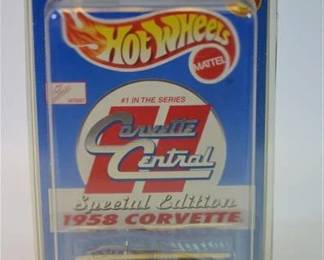 Hot Wheels
MATTEL
#1 IN THE SERIES
Corvette
Central
Special Edition
1958 CORVETTE